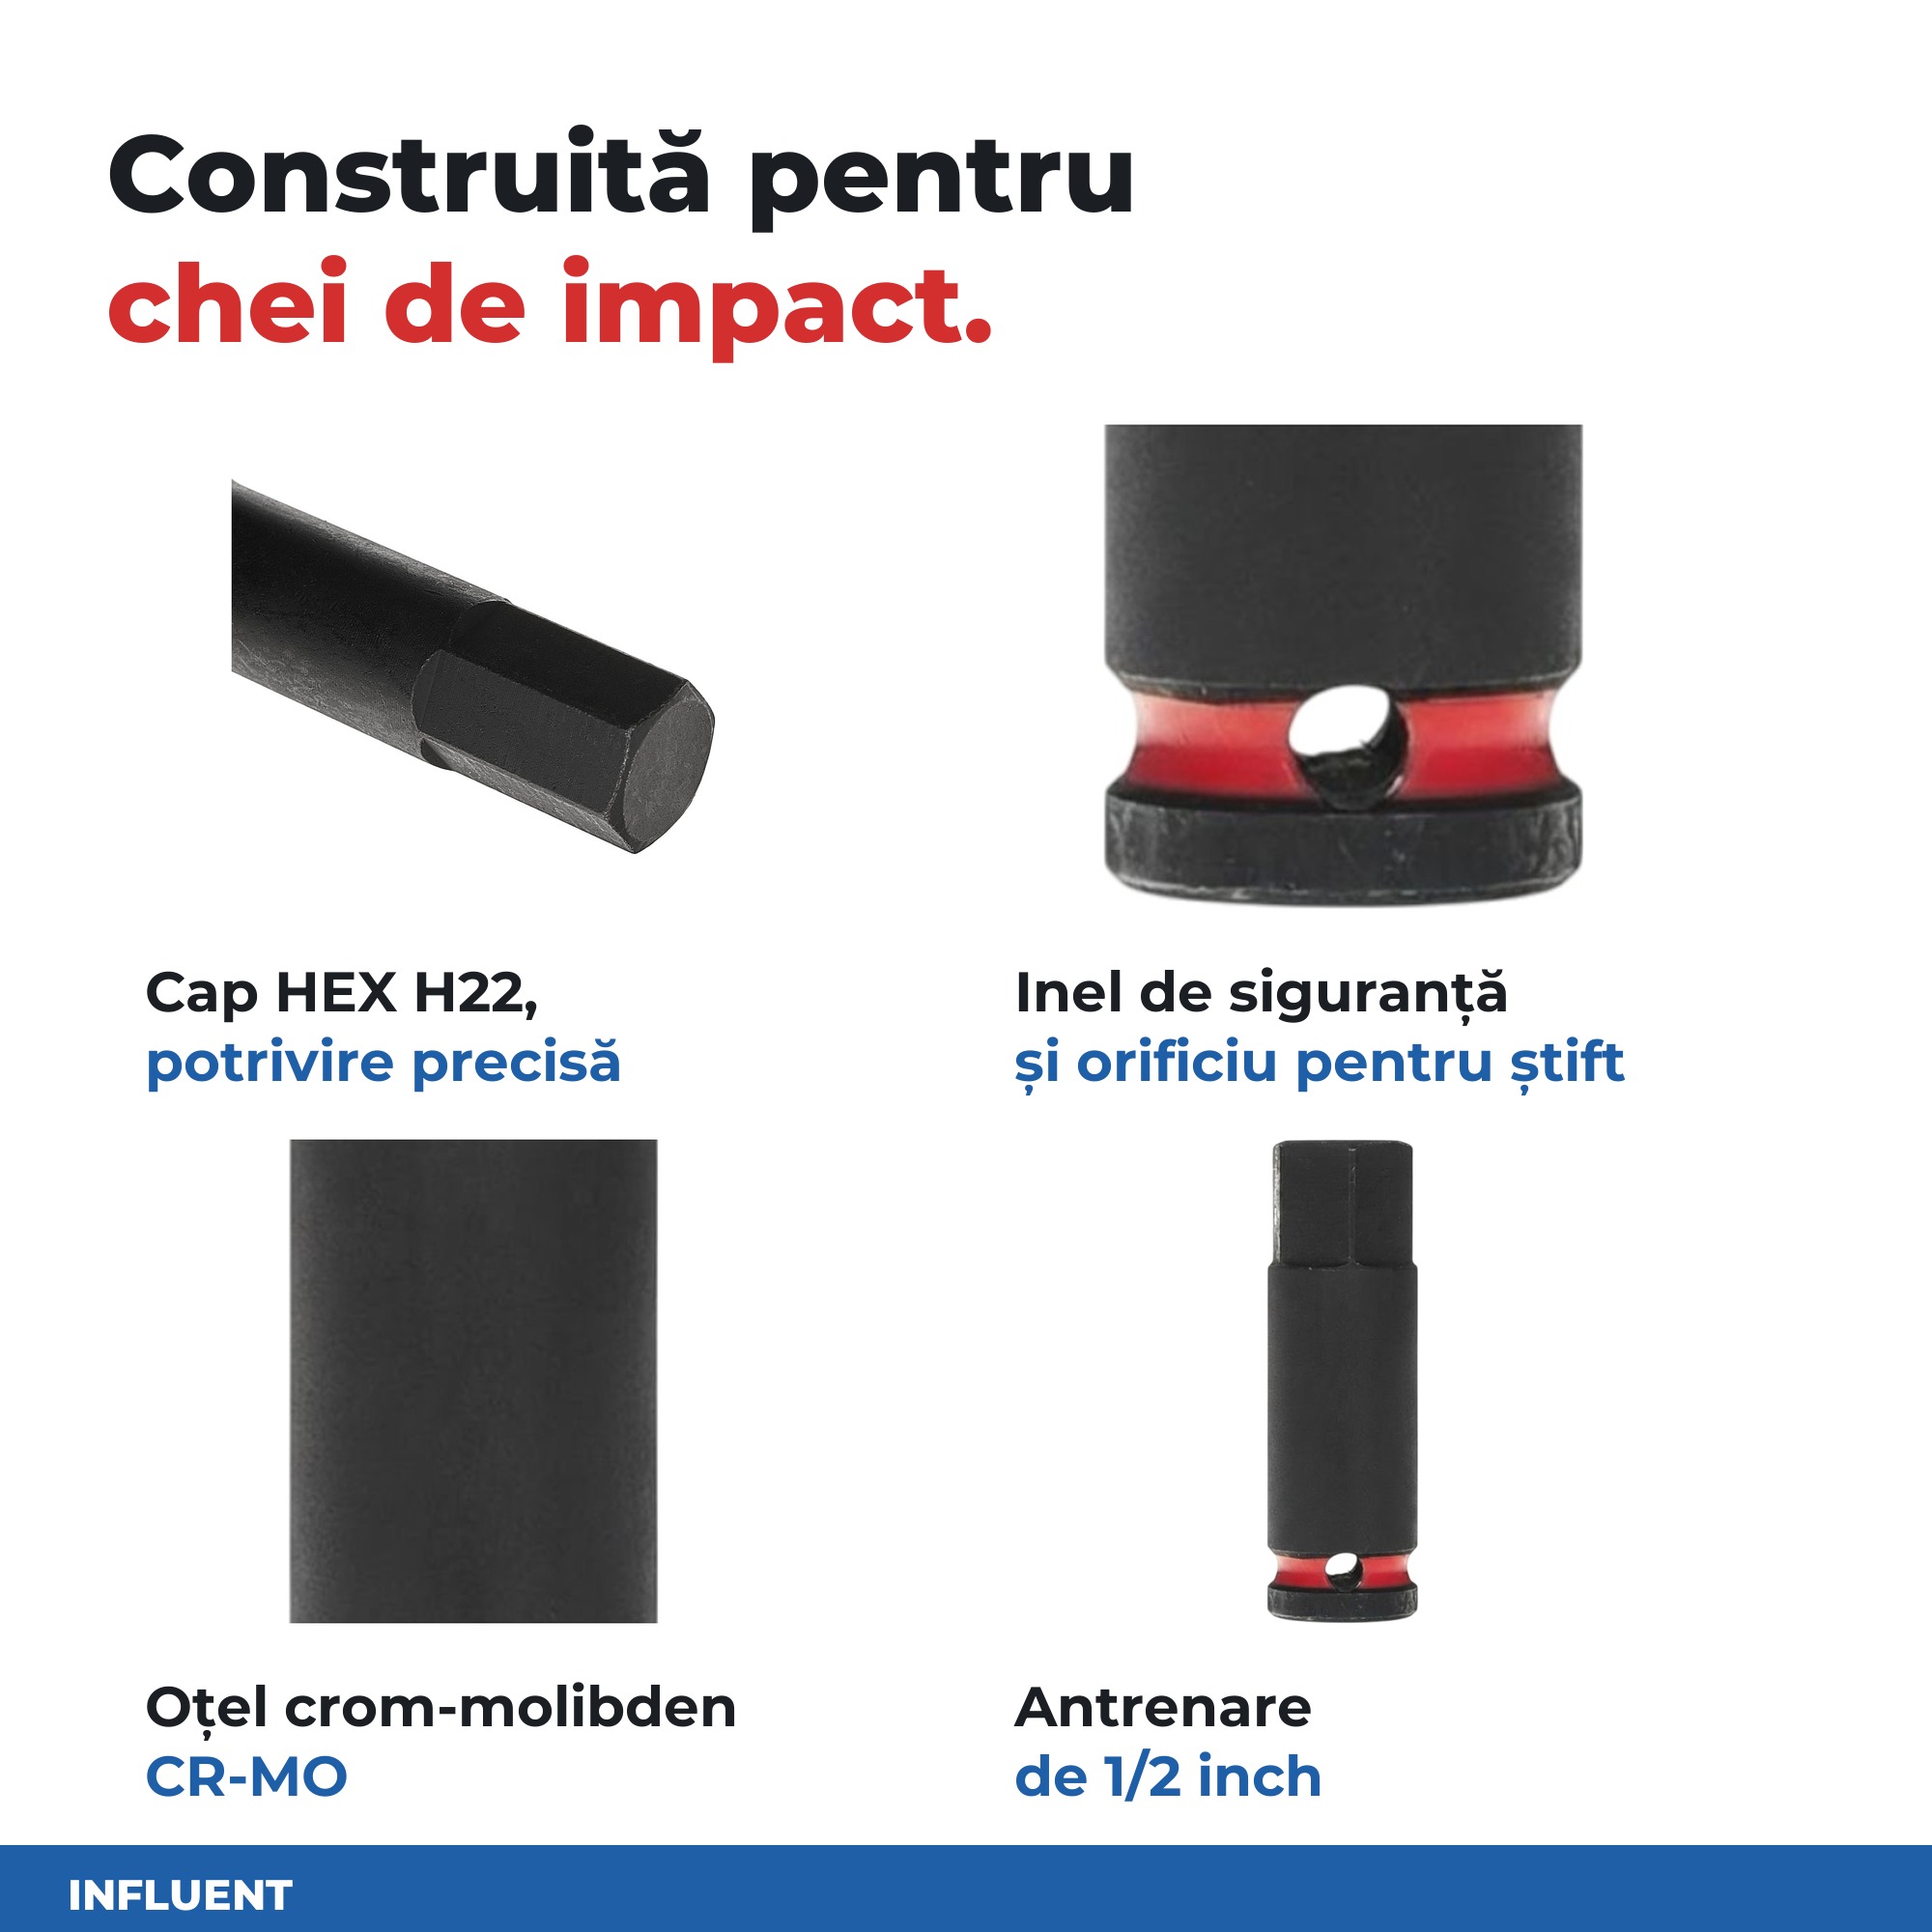 Construită pentru
chei de impact.
Cap HEX H22,
potrivire precisă
Inel de siguranță
și orificiu pentru știft
Oțel crom-molibden
CR-MO
Antrenare
de 1/2 inch
INFLUENT